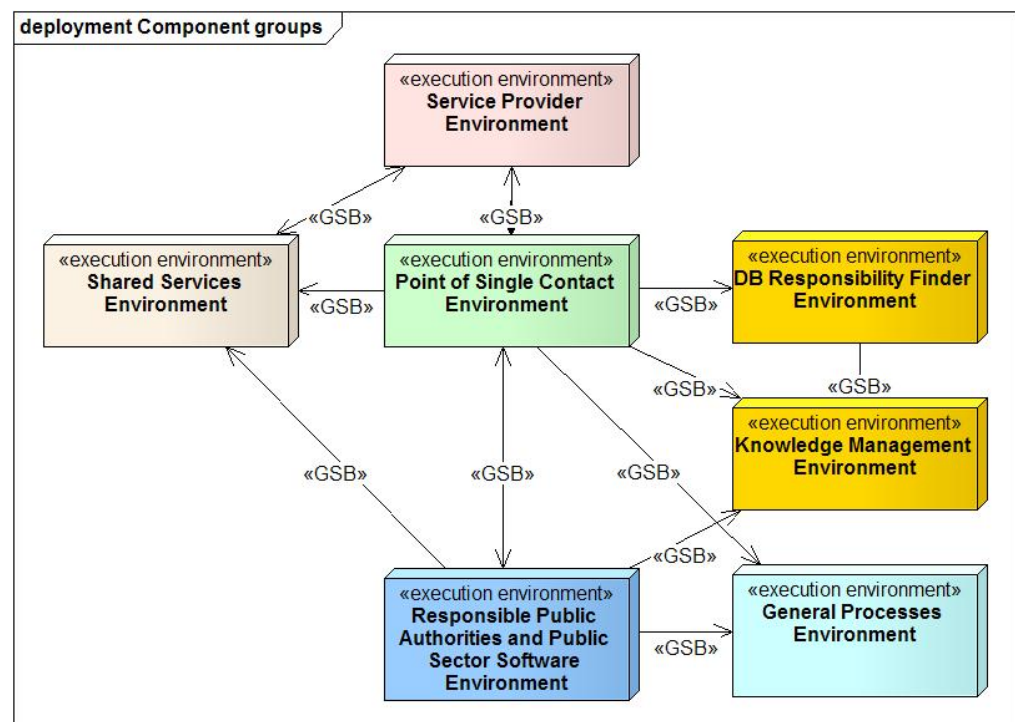 deployment Component groups
«execution environment»
Service Provider
Environment
«GSB»
«GSB»
«execution environment»
Shared Services
Environment
«GSB»
«execution environment»
Point of Single Contact
Environment
«GSB»
«execution environment»
DB Responsibility Finder
Environment
«GSB»
«GSB»
«execution environment»
Knowledge Management
Environment
«GSB»
«GSB»
«GSB»
«GSB»
«execution environment»
Responsible Public
Authorities and Public
Sector Software
Environment
«GSB»
«execution environment»
General Processes
Environment